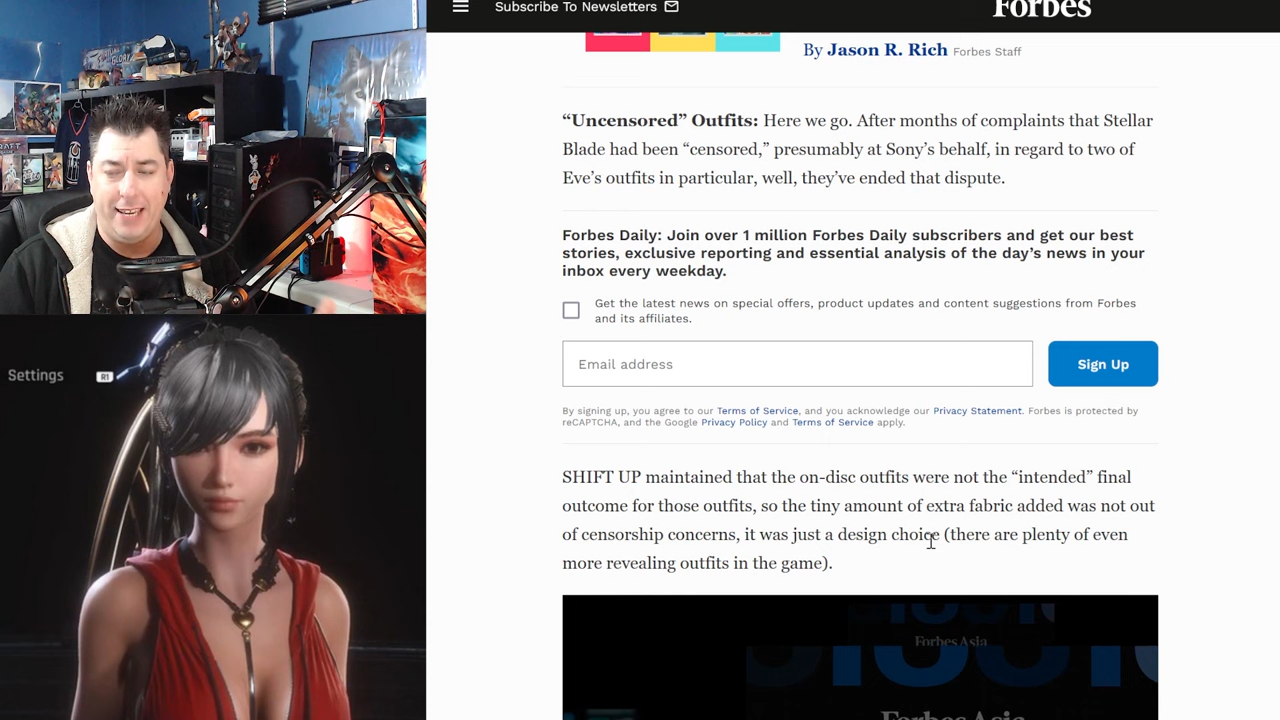 Subscribe To Newsletters
Forbes
By Jason R. Rich Forbes Staff
“Uncensored” Outfits: Here we go. After months of complaints that Stellar
Blade had been “censored,” presumably at Sony’s behalf, in regard to two of
Eve’s outfits in particular, well, they’ve ended that dispute.
Forbes Daily: Join over 1 million Forbes Daily subscribers and get our best
stories, exclusive reporting and essential analysis of the day’s news in your
inbox every weekday.
Get the latest news on special offers, product updates and content suggestions from Forbes
and its affiliates.
Email address
Sign Up
By signing up, you agree to our Terms of Service, and you acknowledge our Privacy Statement. Forbes is protected by
reCAPTCHA, and the Google Privacy Policy and Terms of Service apply.
SHIFT UP maintained that the on-disc outfits were not the “intended” final
outcome for those outfits, so the tiny amount of extra fabric added was not out
of censorship concerns, it was just a design choice (there are plenty of even
more revealing outfits in the game).
Forbes Asia
Forbes Asia
Settings R1